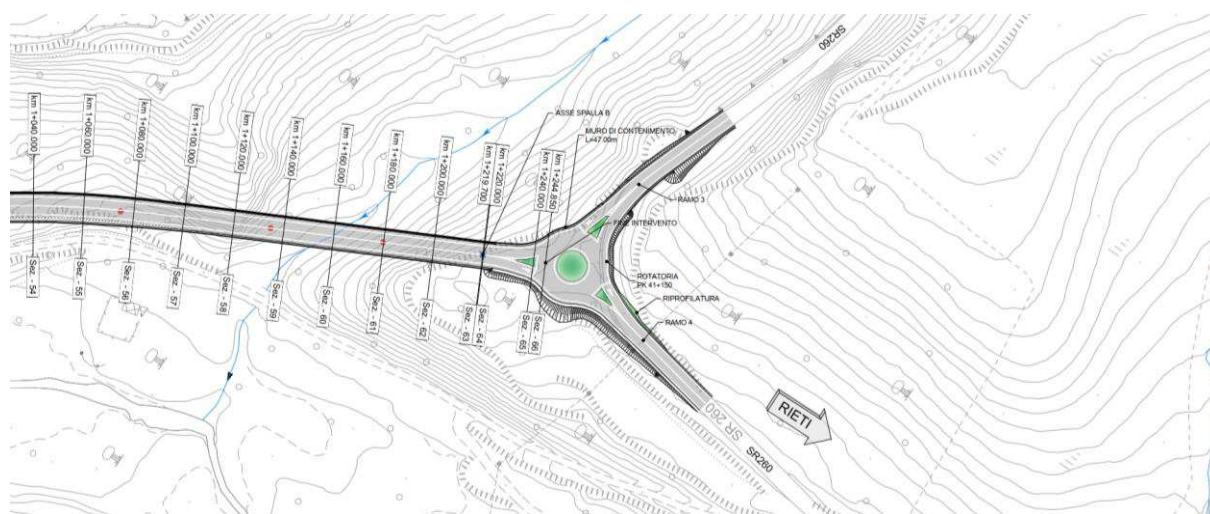 km 1+040.000
km 1+060.000
km 1+080.000
km 1+100.000
km 1+120.000
km 1+140.000
km 1+160.000
km 1+180.000
km 1+200.000
km 1+219.700
km 1+220.000
km 1+240.000
km 1+244.850
ASSE SPALLA B
MURO DI CONTENIMENTO
L=47.00m
SR260
RAMO 3
FINE INTERVENTO
ROTATORIA
PK 41+150
RIPROFILATURA
RAMO 4
Sez. - 54
Sez. - 55
Sez. - 56
Sez. - 57
Sez. - 58
Sez. - 59
Sez. - 60
Sez. - 61
Sez. - 62
Sez. - 63
Sez. - 64
Sez. - 65
Sez. - 66
RIETI
SR 260
SR260